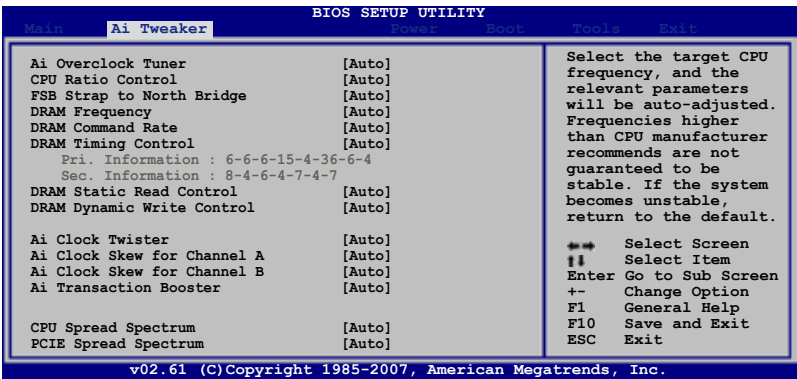 BIOS SETUP UTILITY
Main Ai Tweaker Power Boot Tools Exit
Ai Overclock Tuner [Auto]
CPU Ratio Control [Auto]
FSB Strap to North Bridge [Auto]
DRAM Frequency [Auto]
DRAM Command Rate [Auto]
DRAM Timing Control [Auto]
Pri. Information : 6-6-6-15-4-36-6-4
Sec. Information : 8-4-6-4-7-4-7
DRAM Static Read Control [Auto]
DRAM Dynamic Write Control [Auto]
Ai Clock Twister [Auto]
Ai Clock Skew for Channel A [Auto]
Ai Clock Skew for Channel B [Auto]
Ai Transaction Booster [Auto]
CPU Spread Spectrum [Auto]
PCIE Spread Spectrum [Auto]
Select the target CPU
frequency, and the
relevant parameters
will be auto-adjusted.
Frequencies higher
than CPU manufacturer
recommends are not
guaranteed to be
stable. If the system
becomes unstable,
return to the default.
Select Screen
Select Item
Enter Go to Sub Screen
+- Change Option
F1 General Help
F10 Save and Exit
ESC Exit
v02.61 (C)Copyright 1985-2007, American Megatrends, Inc.